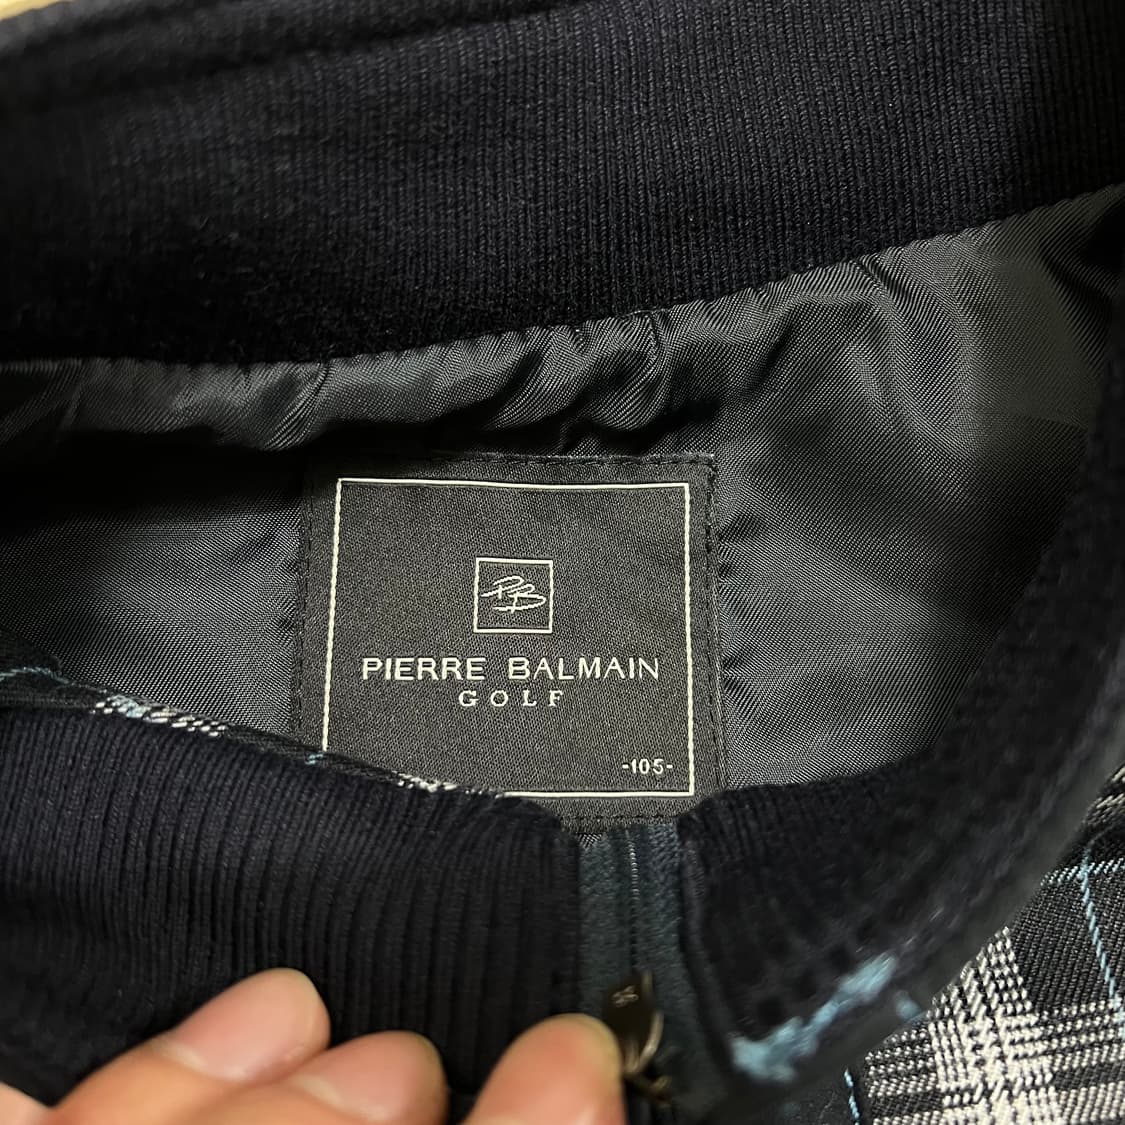 PB
PIERRE BALMAIN
GOLF
-105-